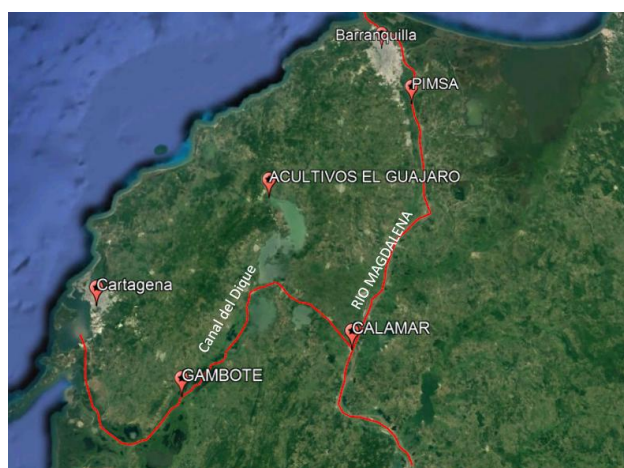 Barranquilla
PIMSA
ACULTIVOS EL GUAJARO
RIO MAGDALENA
Canal del Dique
Cartagena
CALAMAR
GAMBOTE